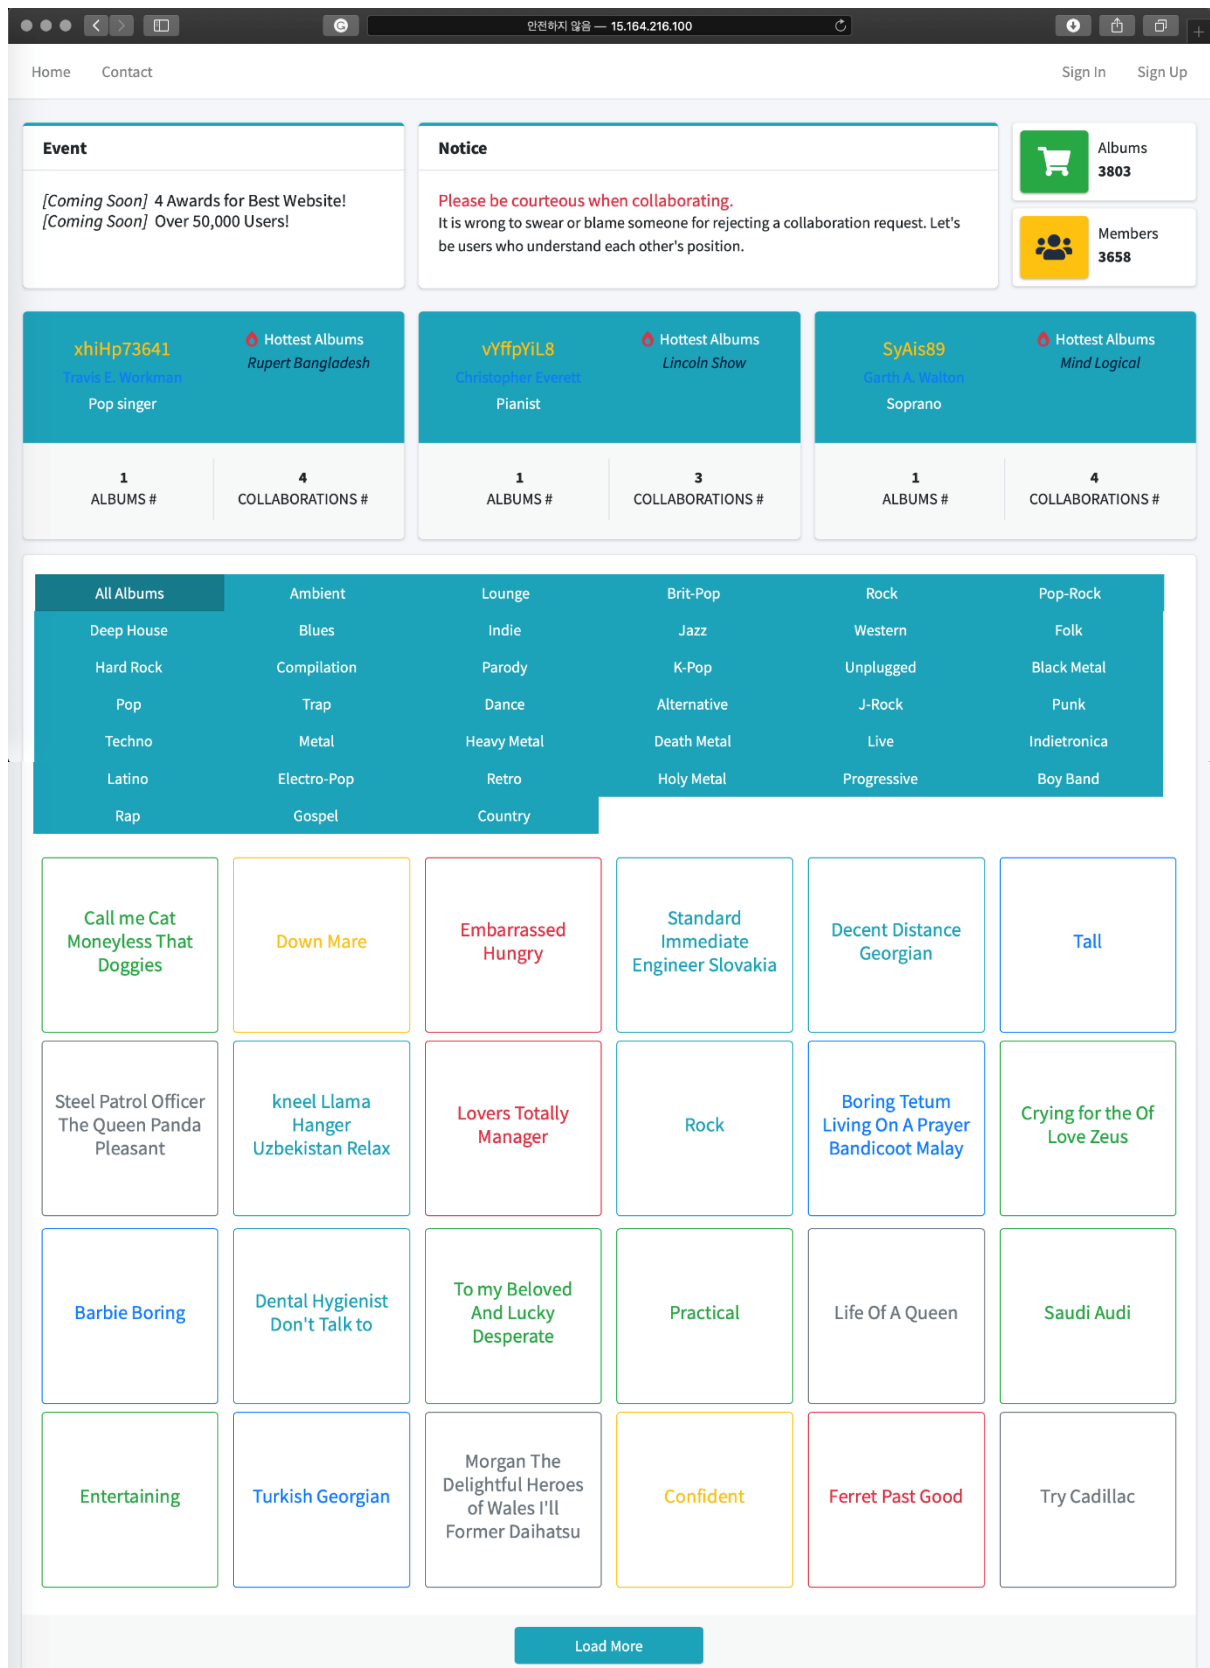 안전하지 않음 — 15.164.216.100
Home Contact Sign In Sign Up
Event
[Coming Soon] 4 Awards for Best Website!
[Coming Soon] Over 50,000 Users!
Notice
Please be courteous when collaborating.
It is wrong to swear or blame someone for rejecting a collaboration request. Let's
be users who understand each other's position.
Albums
3803
Members
3658
xhiHp73641
Travis E. Workman
Pop singer
Hottest Albums
Rupert Bangladesh
1
ALBUMS #
4
COLLABORATIONS #
vYffpYiL8
Christopher Everett
Pianist
Hottest Albums
Lincoln Show
1
ALBUMS #
3
COLLABORATIONS #
SyAis89
Garth A. Walton
Soprano
Hottest Albums
Mind Logical
1
ALBUMS #
4
COLLABORATIONS #
All Albums Ambient Lounge Brit-Pop Rock Pop-Rock
Deep House Blues Indie Jazz Western Folk
Hard Rock Compilation Parody K-Pop Unplugged Black Metal
Pop Trap Dance Alternative J-Rock Punk
Techno Metal Heavy Metal Death Metal Live Indietronica
Latino Electro-Pop Retro Holy Metal Progressive Boy Band
Rap Gospel Country
Call me Cat
Moneyless That
Doggies
Down Mare
Embarrassed
Hungry
Standard
Immediate
Engineer Slovakia
Decent Distance
Georgian
Tall
Steel Patrol Officer
The Queen Panda
Pleasant
kneel Llama
Hanger
Uzbekistan Relax
Lovers Totally
Manager
Rock
Boring Tetum
Living On A Prayer
Bandicoot Malay
Crying for the Of
Love Zeus
Barbie Boring
Dental Hygienist
Don't Talk to
To my Beloved
And Lucky
Desperate
Practical
Life Of A Queen
Saudi Audi
Entertaining
Turkish Georgian
Morgan The
Delightful Heroes
of Wales I'll
Former Daihatsu
Confident
Ferret Past Good
Try Cadillac
Load More